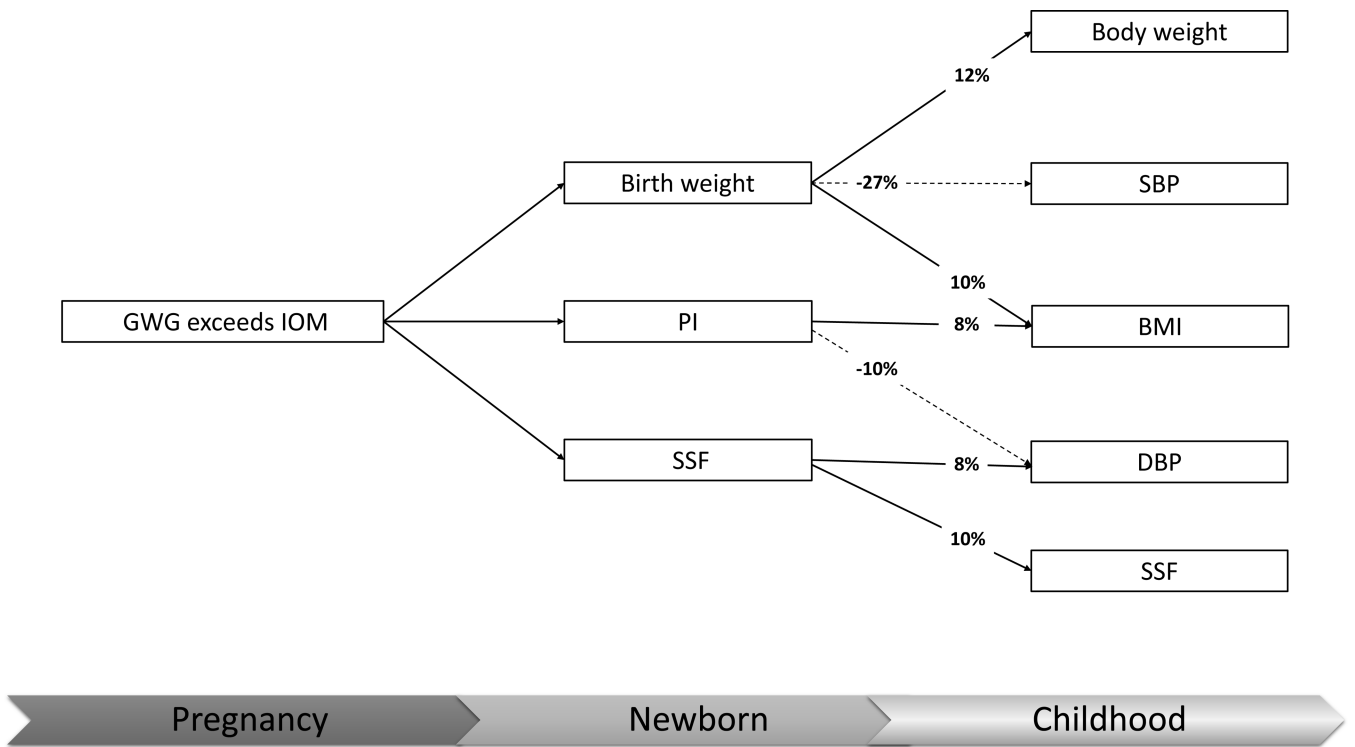 Body weight
12%
Birth weight
-27%
SBP
10%
GWG exceeds IOM
PI
8%
BMI
-10%
SSF
8%
DBP
10%
SSF
Pregnancy
Newborn
Childhood